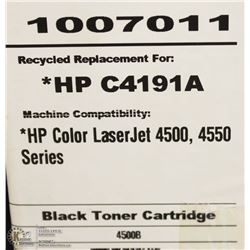 1007011
Recycled Replacement For:
*HP C4191A
Machine Compatibility:
*HP Color LaserJet 4500, 4550
Series
Black Toner Cartridge
4500B